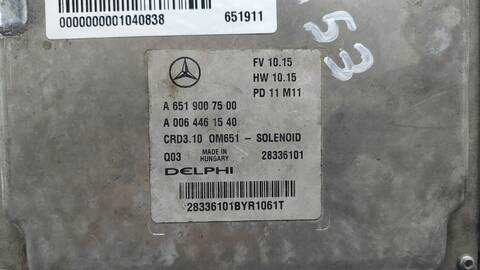 0000000001040838 651911
53
FV 10.15
HW 10.15
PD 11 M11
A 651 900 75 00
A 006 446 15 40
CRD3.10 OM651 - SOLENOID
Q03 MADE IN HUNGARY 28336101
DELPHI
28336101BYR1061T